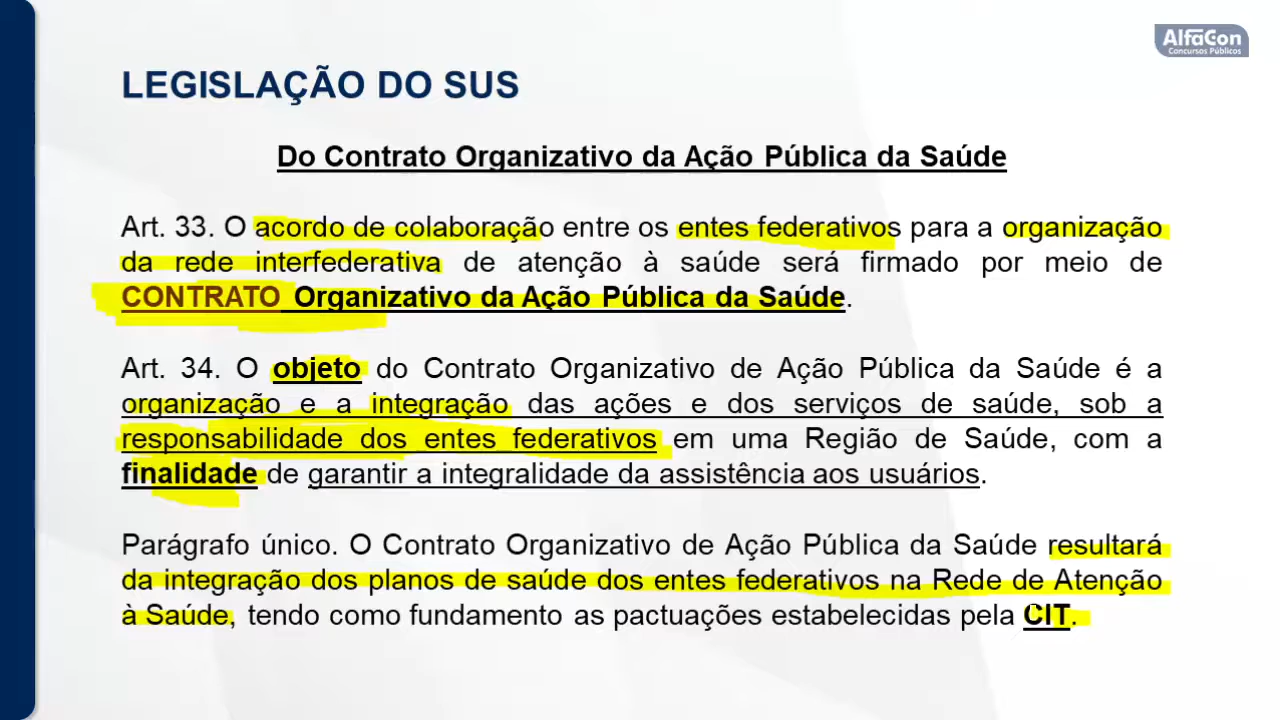 AlfaCon
Concursos Públicos
LEGISLAÇÃO DO SUS
Do Contrato Organizativo da Ação Pública da Saúde
Art. 33. O acordo de colaboração entre os entes federativos para a organização
da rede interfederativa de atenção à saúde será firmado por meio de
CONTRATO Organizativo da Ação Pública da Saúde.
Art. 34. O objeto do Contrato Organizativo de Ação Pública da Saúde é a
organização e a integração das ações e dos serviços de saúde, sob a
responsabilidade dos entes federativos em uma Região de Saúde, com a
finalidade de garantir a integralidade da assistência aos usuários.
Parágrafo único. O Contrato Organizativo de Ação Pública da Saúde resultará
da integração dos planos de saúde dos entes federativos na Rede de Atenção
à Saúde, tendo como fundamento as pactuações estabelecidas pela CIT.